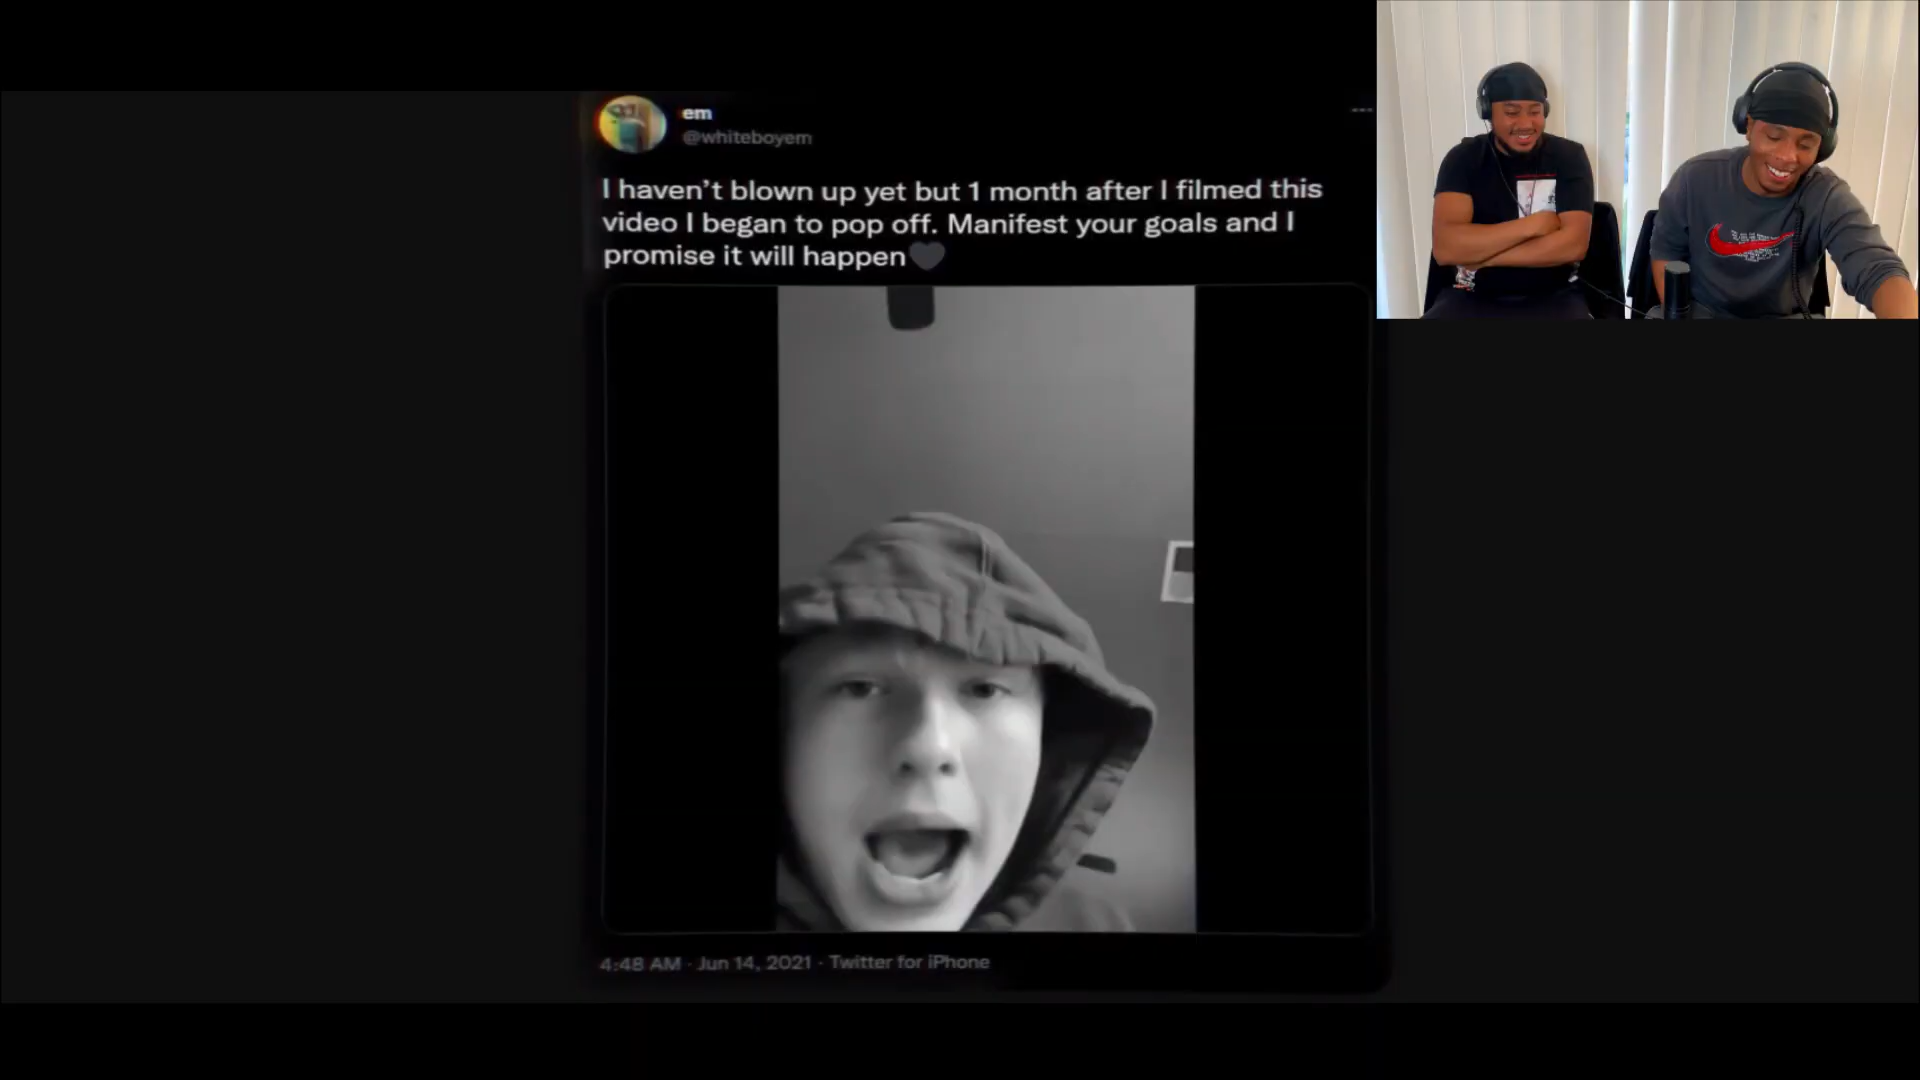 em
@whiteboyem
I haven’t blown up yet but 1 month after I filmed this
video I began to pop off. Manifest your goals and I
promise it will happen🖤
4:48 AM · Jun 14, 2021 · Twitter for iPhone